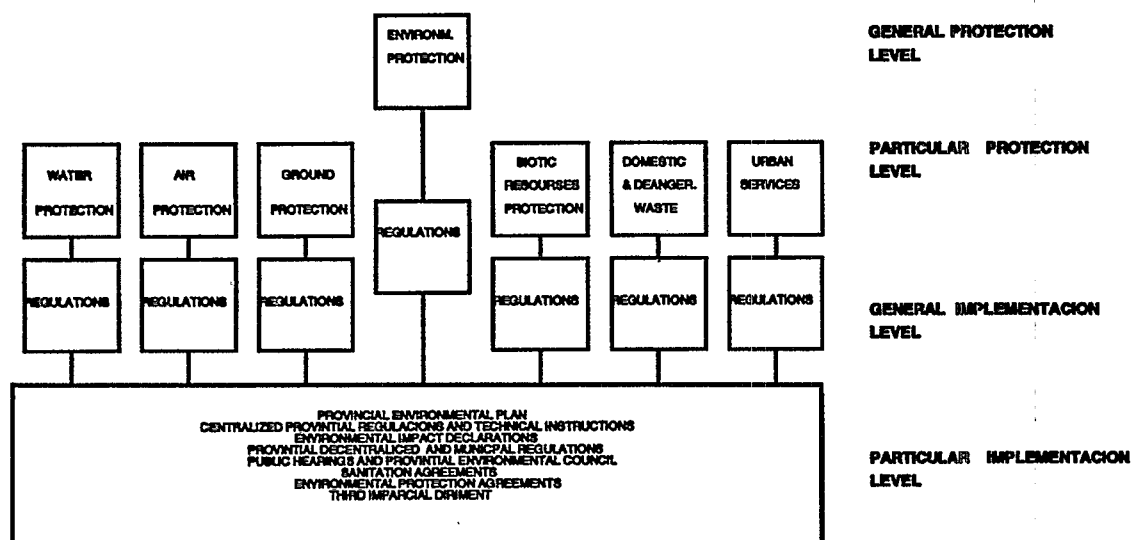 ENVIRONM.
PROTECTION
GENERAL PROTECTION
LEVEL
WATER
PROTECTION
AIR
PROTECTION
GROUND
PROTECTION
BIOTIC
RESOURSES
PROTECTION
DOMESTIC
& DEANGER.
WASTE
URBAN
SERVICES
PARTICULAR PROTECTION
LEVEL
REGULATIONS
REGULATIONS
REGULATIONS
REGULATIONS
REGULATIONS
REGULATIONS
REGULATIONS
GENERAL IMPLEMENTACION
LEVEL
PROVINCIAL ENVIRONMENTAL PLAN
CENTRALIZED PROVINTIAL REGULACIONS AND TECHNICAL INSTRUCTIONS
ENVIRONMENTAL IMPACT DECLARATIONS
PROVINTIAL DECENTRALICED AND MUNICPAL REGULATIONS
PUBLIC HEARINGS AND PROVINTIAL ENVIRONMENTAL COUNCIL
SANITATION AGREEMENTS
ENVIRONMENTAL PROTECTION AGREEMENTS
THIRD IMPARCIAL DIRIMENT
PARTICULAR IMPLEMENTACION
LEVEL